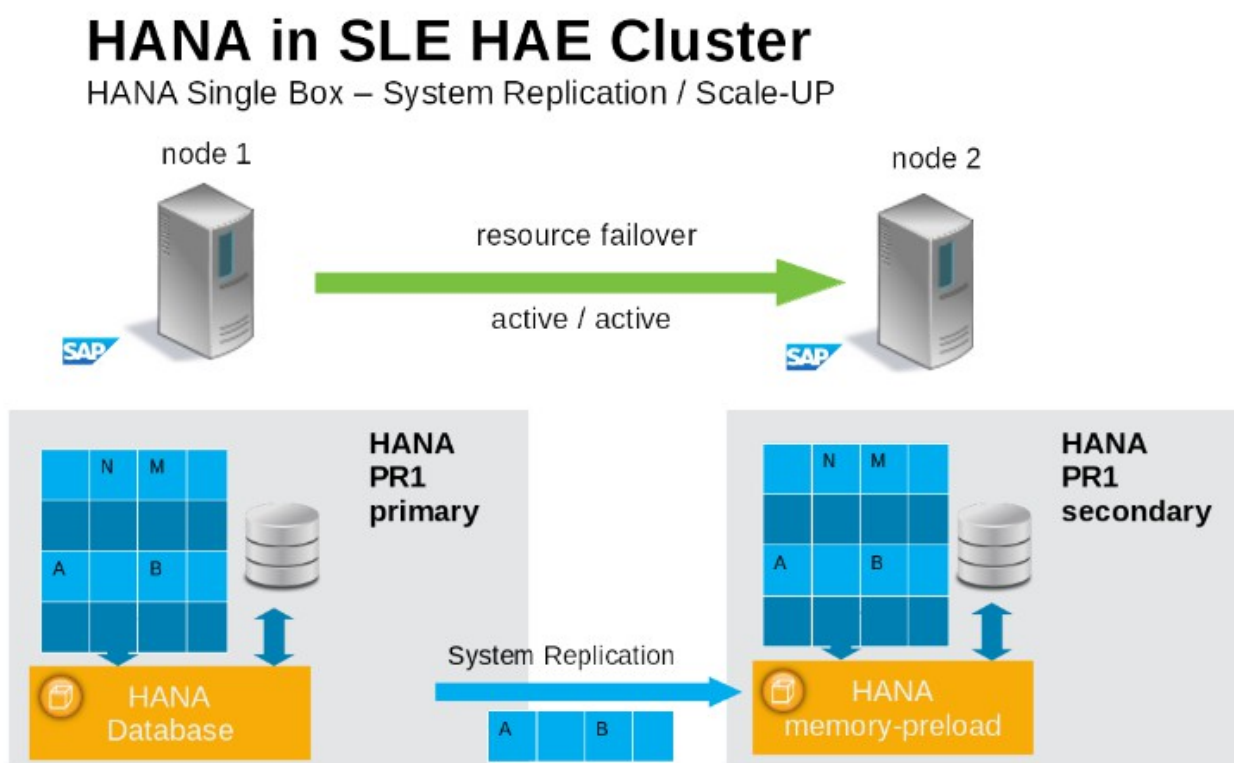 HANA in SLE HAE Cluster
HANA Single Box – System Replication / Scale-UP
node 1
node 2
resource failover
active / active
SAP
SAP
HANA
PR1
primary
N M
A B
HANA
Database
System Replication
A B
HANA
PR1
secondary
N M
A B
HANA
memory-preload